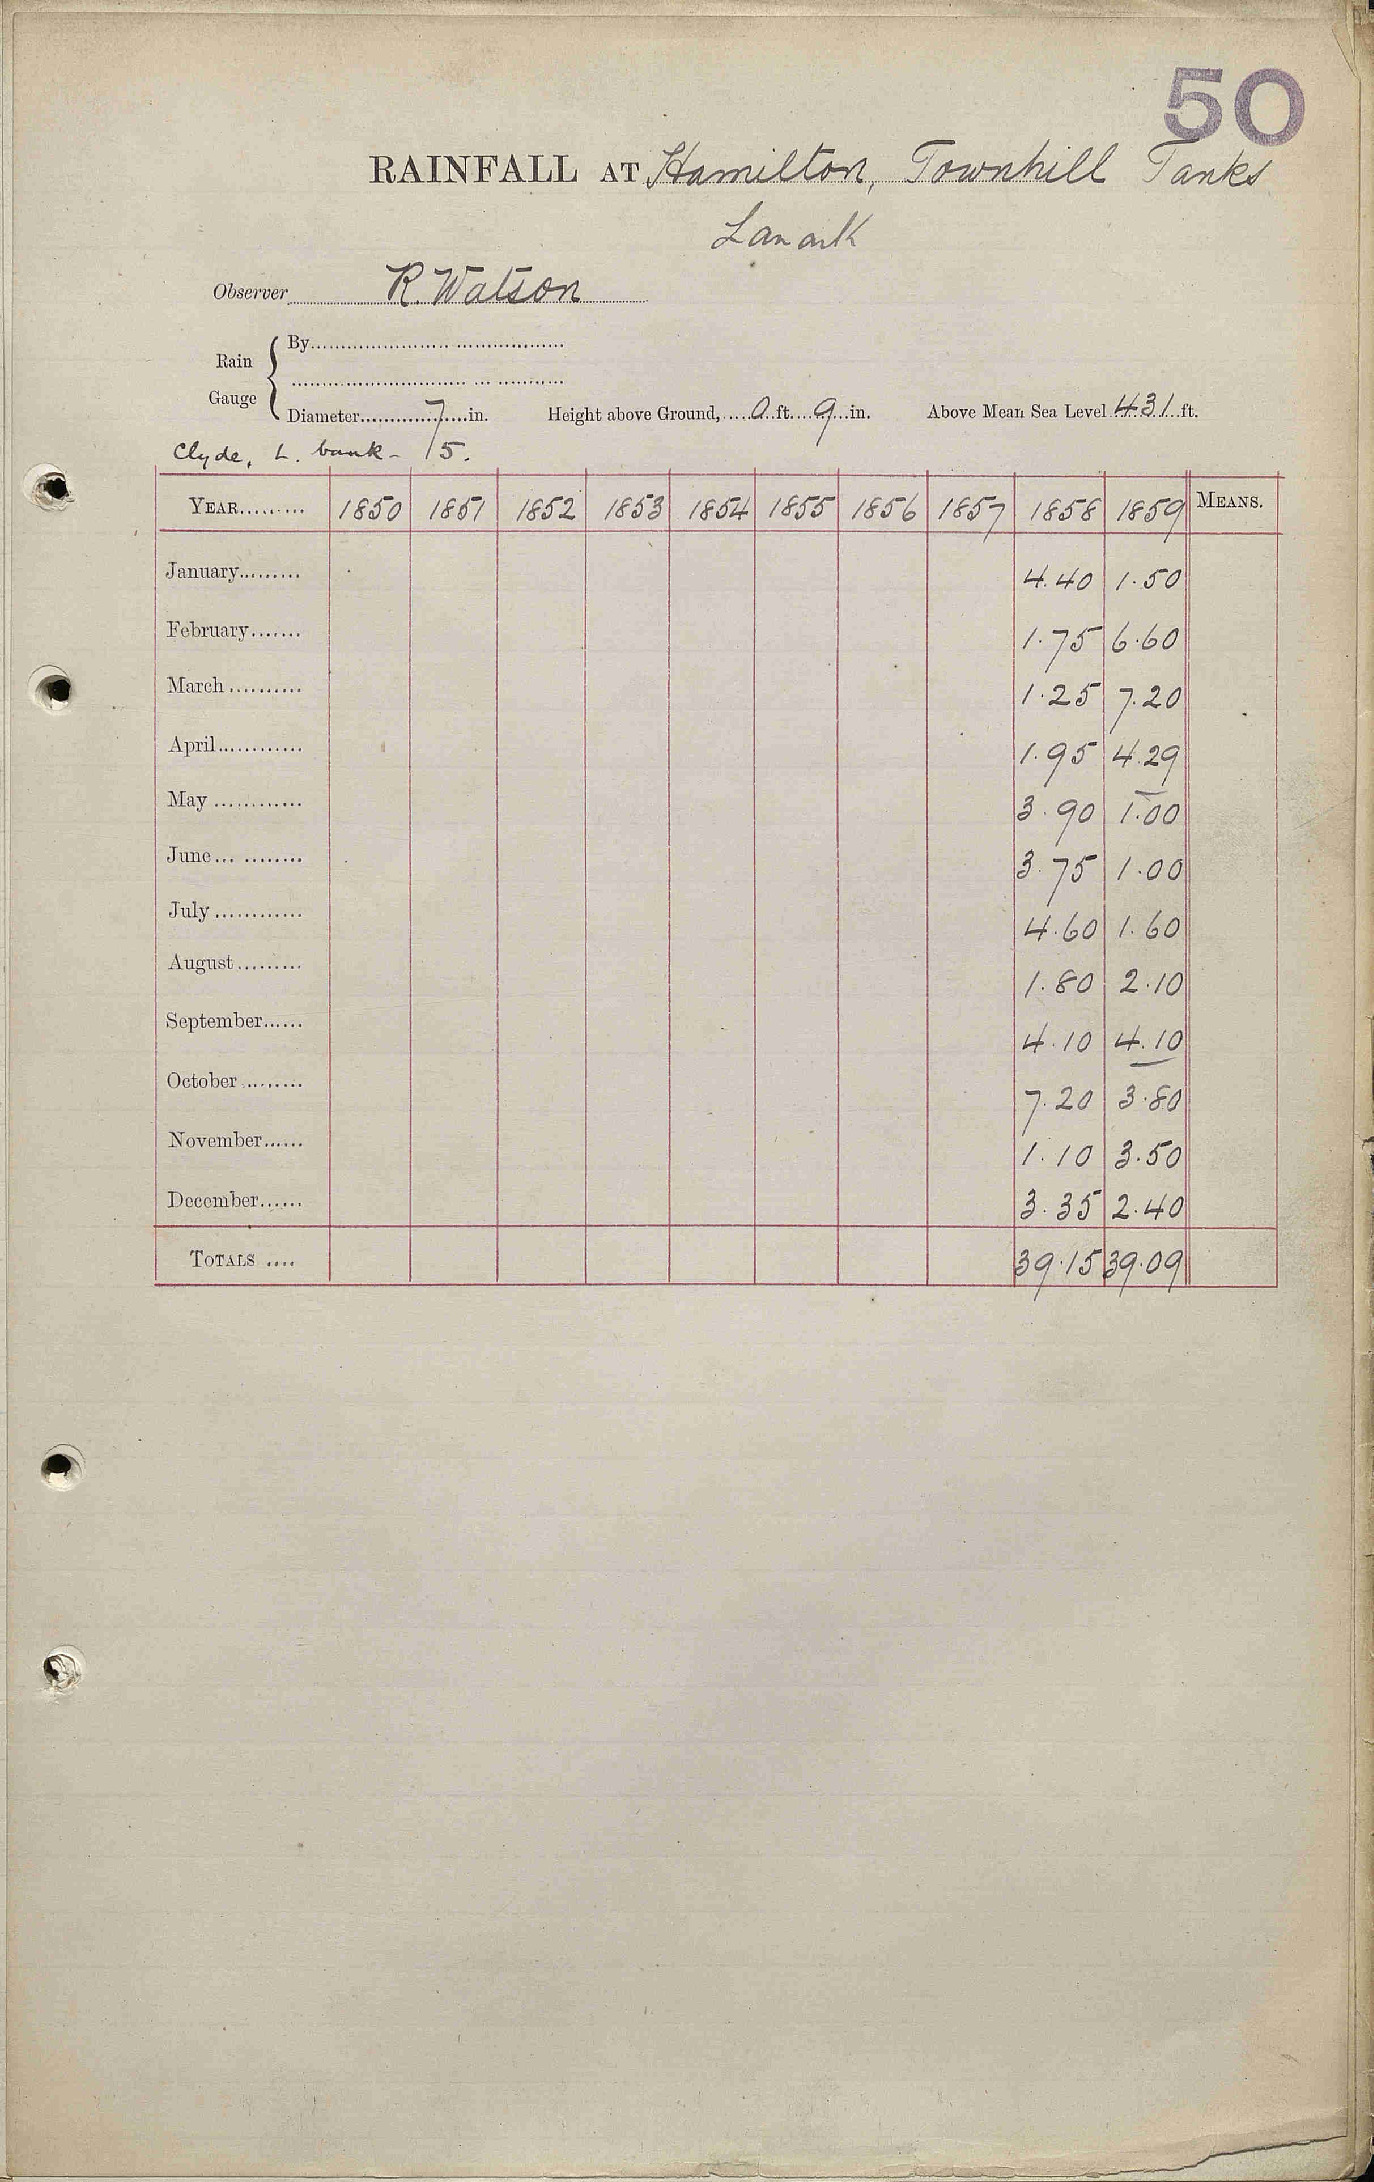 50
RAINFALL AT Hamilton, Townhill Tanks
Lanark
Observer R. Watson
Rain Gauge { By
Diameter 7 in. Height above Ground, 0 ft. 9 in. Above Mean Sea Level 431 ft.
Clyde, L. bank - 15.
YEAR 1850 1851 1852 1853 1854 1855 1856 1857 1858 1859 MEANS.
January 4.40 1.50
February 1.75 6.60
March 1.25 7.20
April 1.95 4.29
May 3.90 1.00
June 3.75 1.00
July 4.60 1.60
August 1.80 2.10
September 4.10 4.10
October 7.20 3.80
November 1.10 3.50
December 3.35 2.40
TOTALS 39.15 39.09